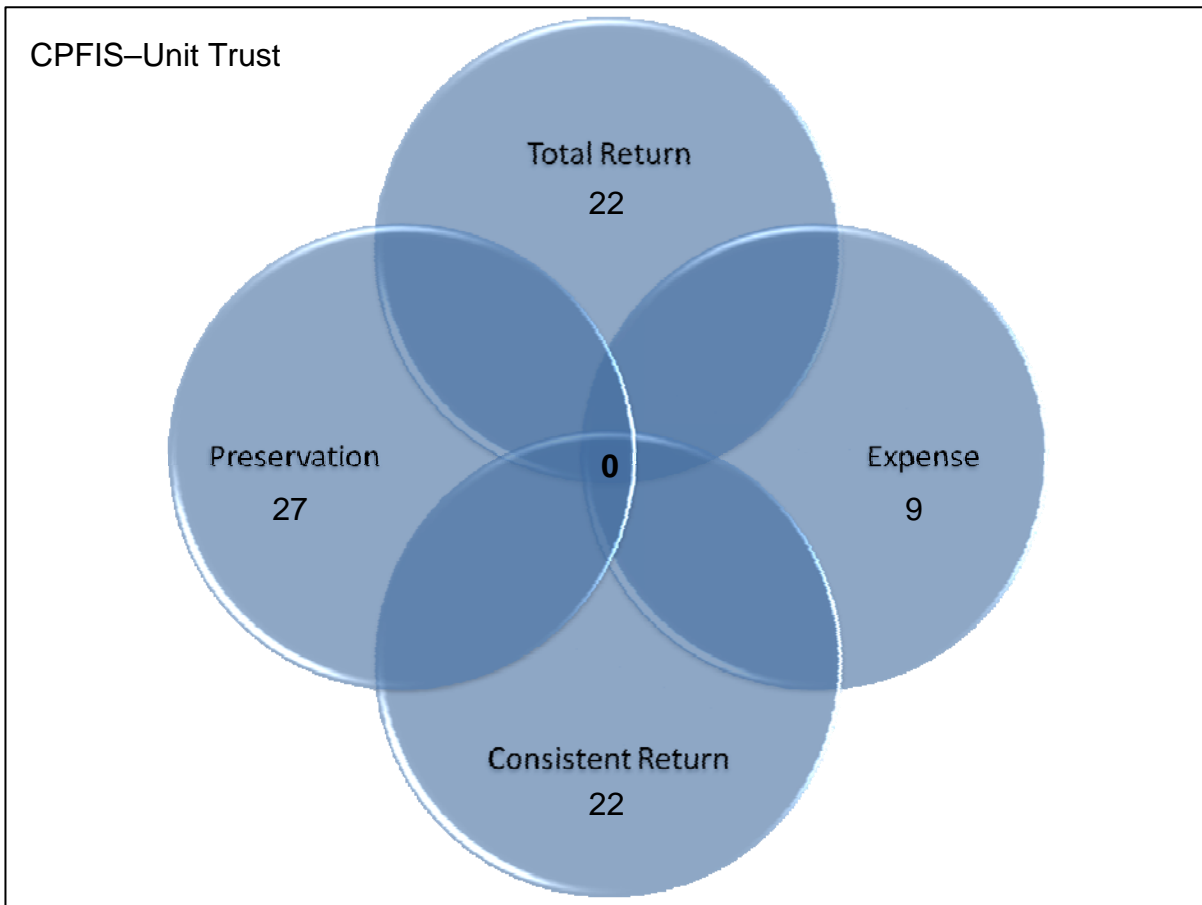 CPFIS–Unit Trust
Total Return
22
Preservation
27
0
Expense
9
Consistent Return
22